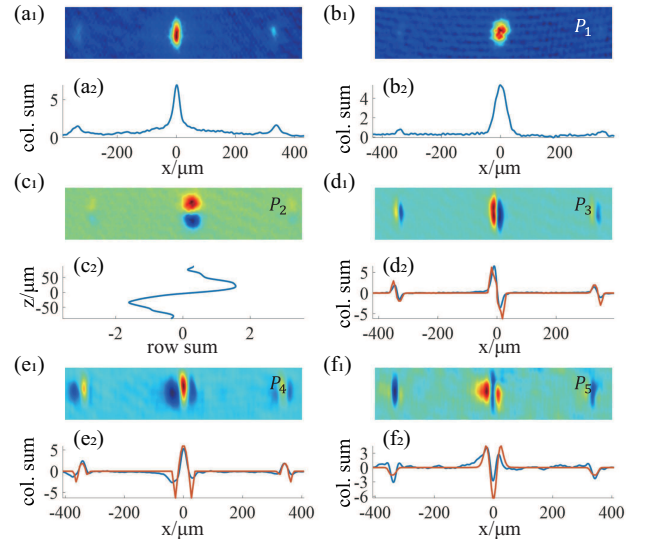 (a₁)
(b₁)
P₁
(a₂)
(b₂)
col. sum
5
0
-200
0
200
400
x/µm
col. sum
4
2
0
-400
-200
0
200
x/µm
(c₁)
P₂
(d₁)
P₃
(c₂)
(d₂)
z/µm
50
0
-50
-2
0
2
row sum
col. sum
5
0
-5
-400
-200
0
200
400
x/µm
(e₁)
P₄
(f₁)
P₅
(e₂)
(f₂)
col. sum
5
0
-5
-400
-200
0
200
400
x/µm
col. sum
3
0
-3
-6
-400
-200
0
200
400
x/µm